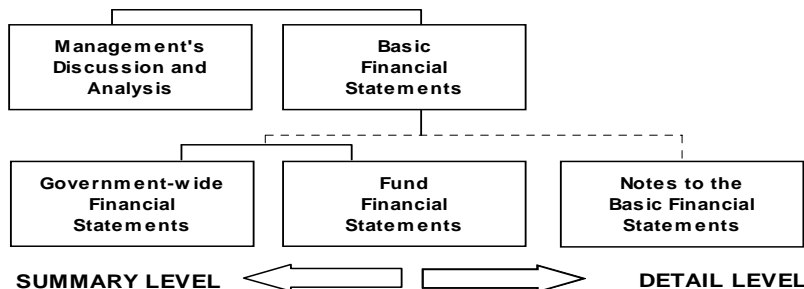 Management's
Discussion and
Analysis
Basic
Financial
Statements
Government-wide
Financial
Statements
Fund
Financial
Statements
Notes to the
Basic Financial
Statements
SUMMARY LEVEL
DETAIL LEVEL